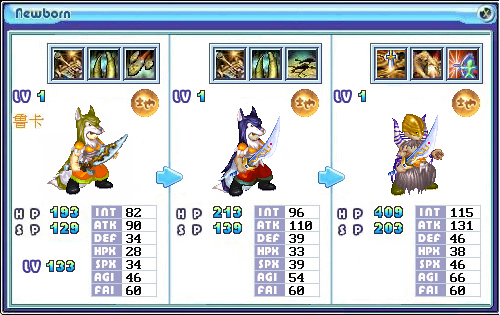 Newborn
LV 1
魯卡
HP 193
SP 129
LV 133
INT 82
ATK 90
DEF 34
HPX 28
SPX 34
AGI 46
FAI 60
LV 1
HP 213
SP 139
INT 96
ATK 110
DEF 39
HPX 33
SPX 39
AGI 54
FAI 60
LV 1
HP 409
SP 203
INT 115
ATK 131
DEF 46
HPX 38
SPX 46
AGI 66
FAI 60